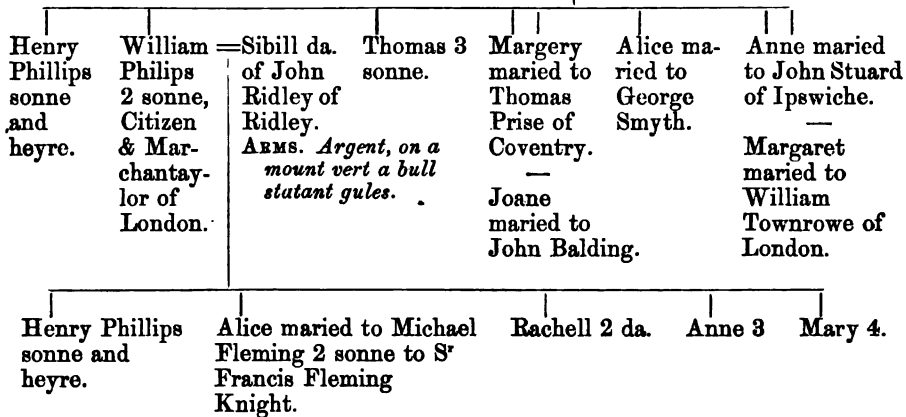 Henry
Phillips
sonne
and
heyre.
William
Philips
2 sonne,
Citizen
& Mar-
chantay-
lor of
London.
=Sibill da.
of John
Ridley of
Ridley.
ARMS. Argent, on a
mount vert a bull
statant gules.
Thomas 3
sonne.
Margery
maried to
Thomas
Prise of
Coventry.
—
Joane
maried to
John Balding.
Alice ma-
ried to
George
Smyth.
Anne maried
to John Stuard
of Ipswiche.
—
Margaret
maried to
William
Townrowe of
London.
Henry Phillips
sonne and
heyre.
Alice maried to Michael
Fleming 2 sonne to Sʳ
Francis Fleming
Knight.
Rachell 2 da.
Anne 3
Mary 4.